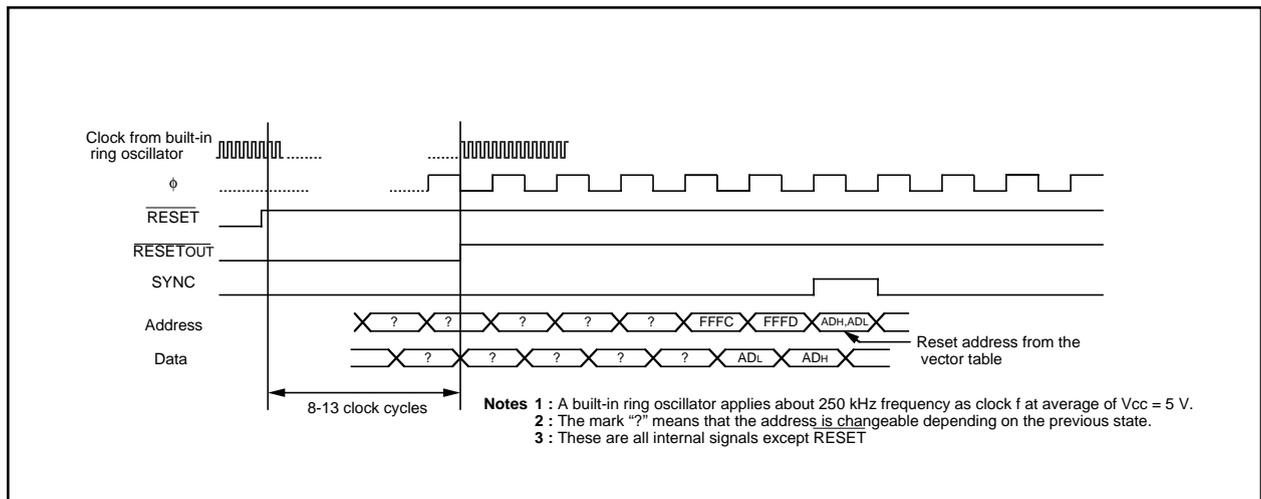 Clock from built-in
ring oscillator
ϕ
RESET
RESETOUT
SYNC
Address
? ? ? ? ? FFFC FFFD ADH,ADL
Reset address from the
vector table
Data
? ? ? ? ? ADL ADH
8-13 clock cycles
Notes 1 : A built-in ring oscillator applies about 250 kHz frequency as clock f at average of Vcc = 5 V.
2 : The mark “?” means that the address is changeable depending on the previous state.
3 : These are all internal signals except RESET